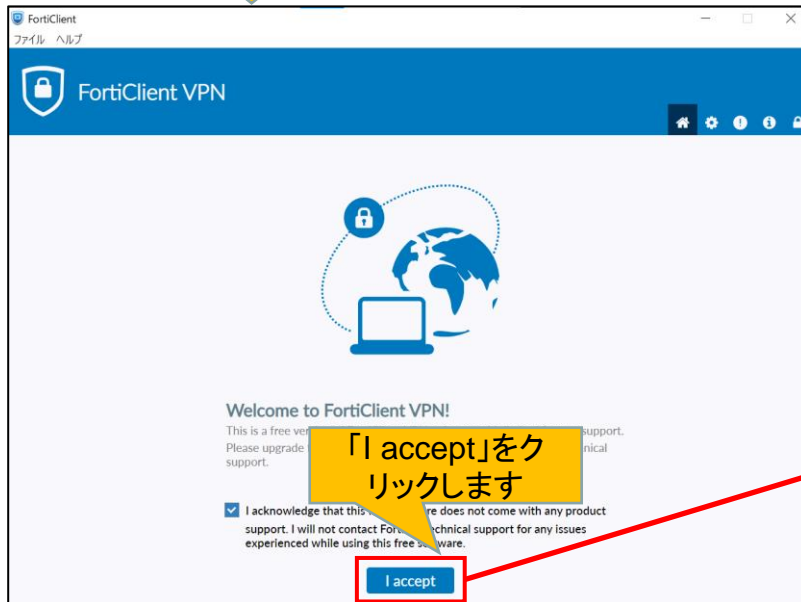 FortiClient
ファイル ヘルプ
FortiClient VPN
Welcome to FortiClient VPN!
This is a free ver support.
Please upgrade nical
support.
「I accept」をク
リックします
I acknowledge that this re does not come with any product
support. I will not contact For echnical support for any issues
experienced while using this free so ware.
I accept